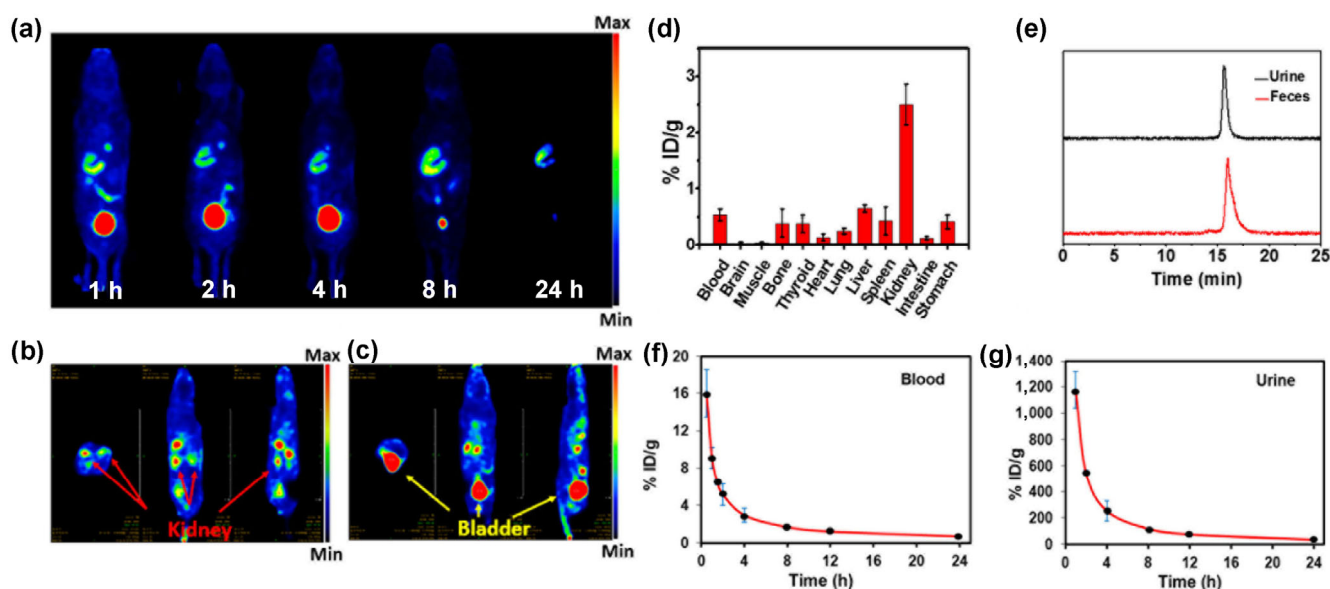 (a)
Max
1 h
2 h
4 h
8 h
24 h
Min
(b)
Max
Kidney
Min
(c)
Max
Bladder
Min
(d)
% ID/g
3
2
1
0
Blood
Brain
Muscle
Bone
Thyroid
Heart
Lung
Liver
Spleen
Kidney
Intestine
Stomach
(e)
Urine
Feces
0 5 10 15 20 25
Time (min)
(f)
Blood
% ID/g
20
16
12
8
4
0
0 4 8 12 16 20 24
Time (h)
(g)
Urine
% ID/g
1,400
1,200
1,000
800
600
400
200
0
0 4 8 12 16 20 24
Time (h)